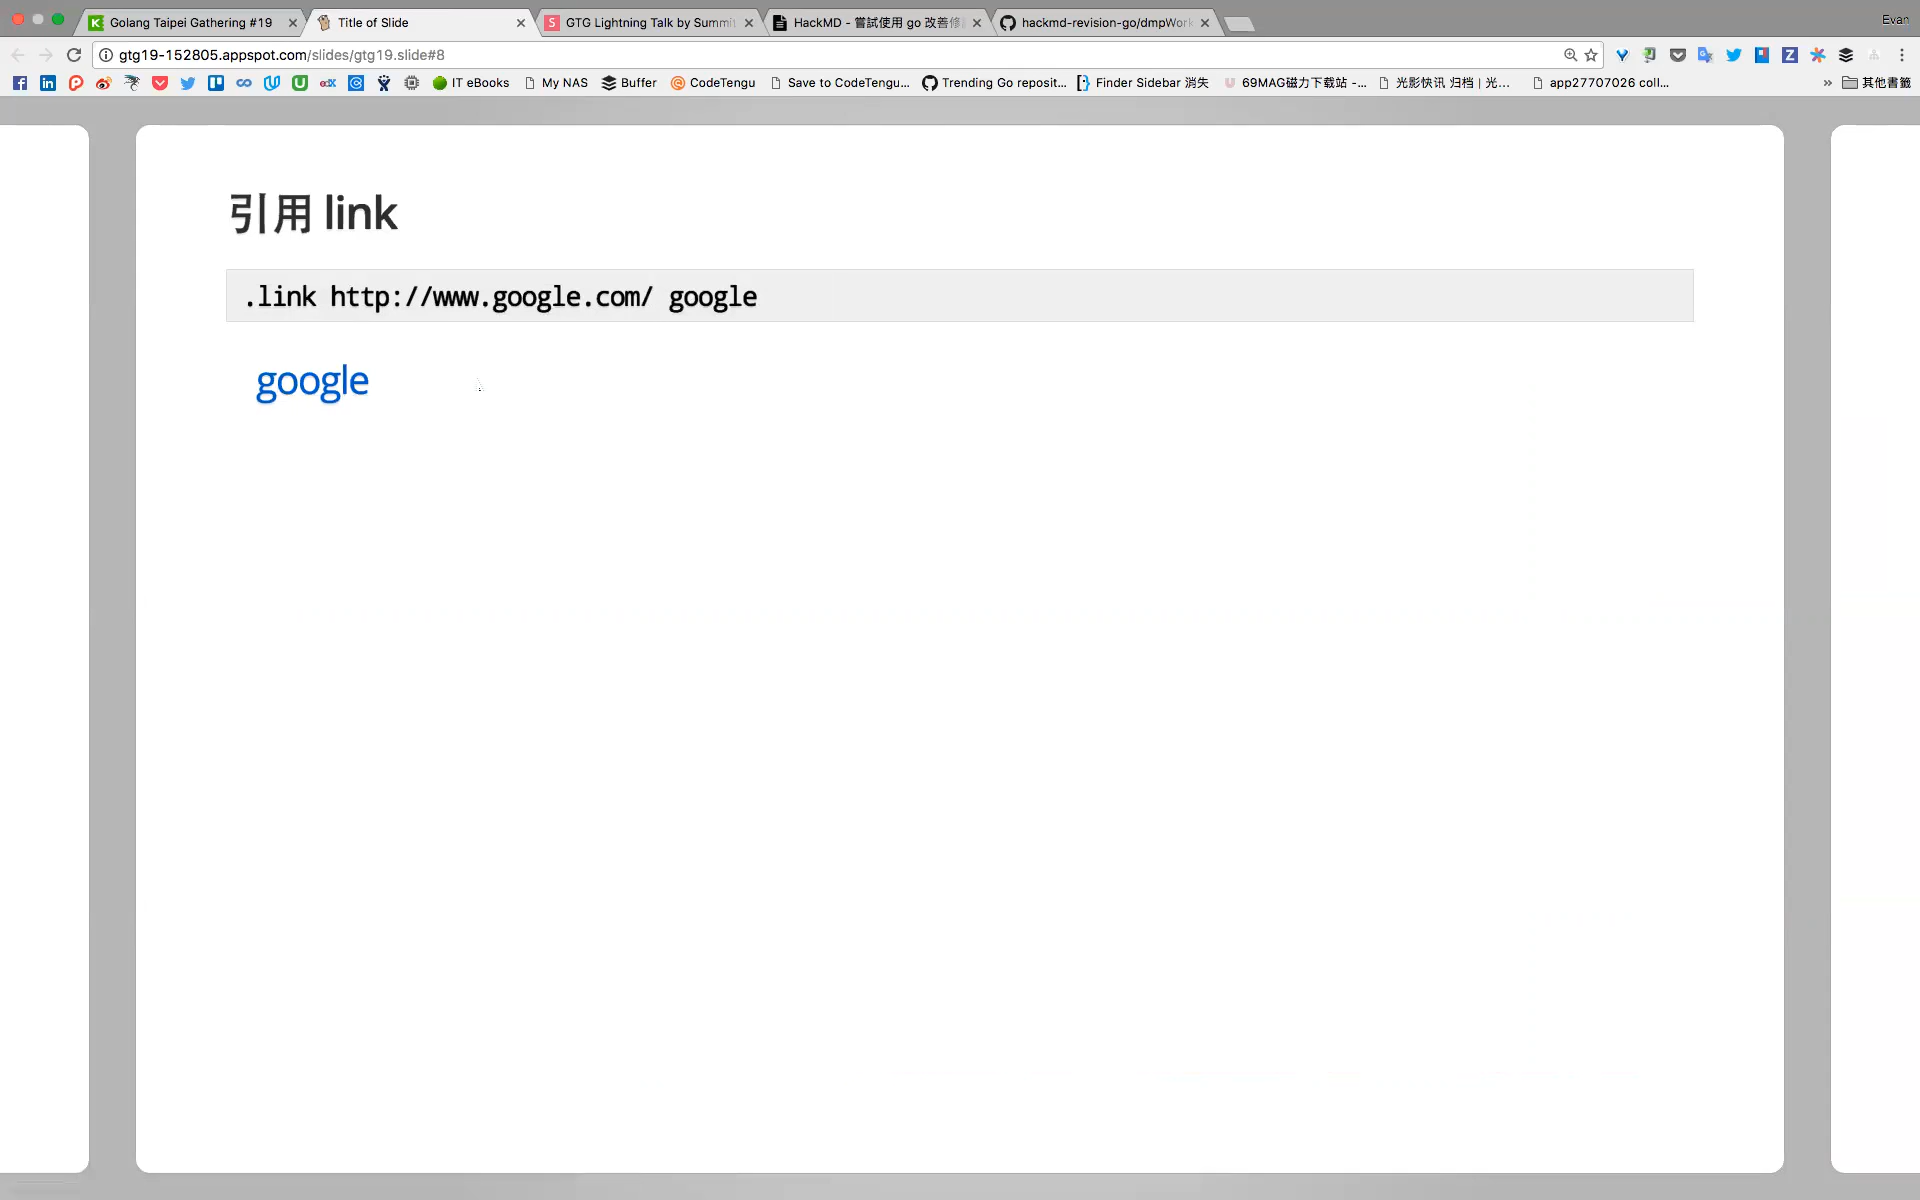 Golang Taipei Gathering #19
Title of Slide
GTG Lightning Talk by Summit
HackMD - 嘗試使用 go 改善修
hackmd-revision-go/dmpWork
Evan
gtg19-152805.appspot.com/slides/gtg19.slide#8
IT eBooks
My NAS
Buffer
CodeTengu
Save to CodeTengu...
Trending Go reposit...
Finder Sidebar 消失
69MAG磁力下载站 -...
光影快讯 归档 | 光...
app27707026 coll...
»
其他書籤
引用 link
.link http://www.google.com/ google
google